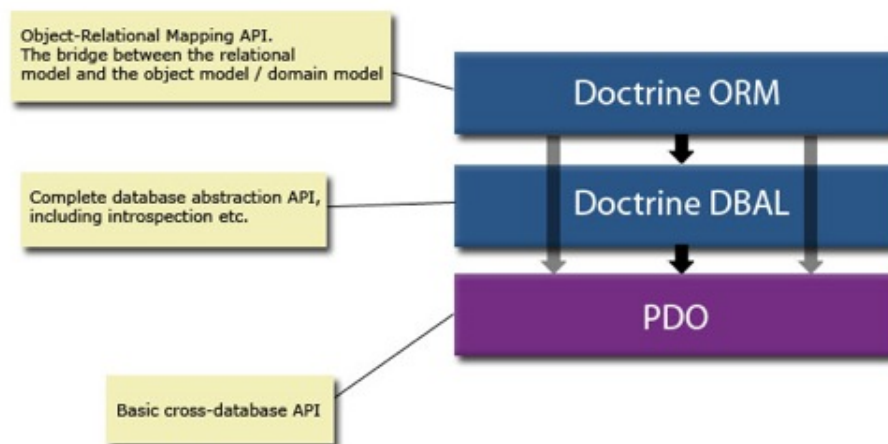 Object-Relational Mapping API.
The bridge between the relational
model and the object model / domain model
Doctrine ORM
Complete database abstraction API,
including introspection etc.
Doctrine DBAL
PDO
Basic cross-database API